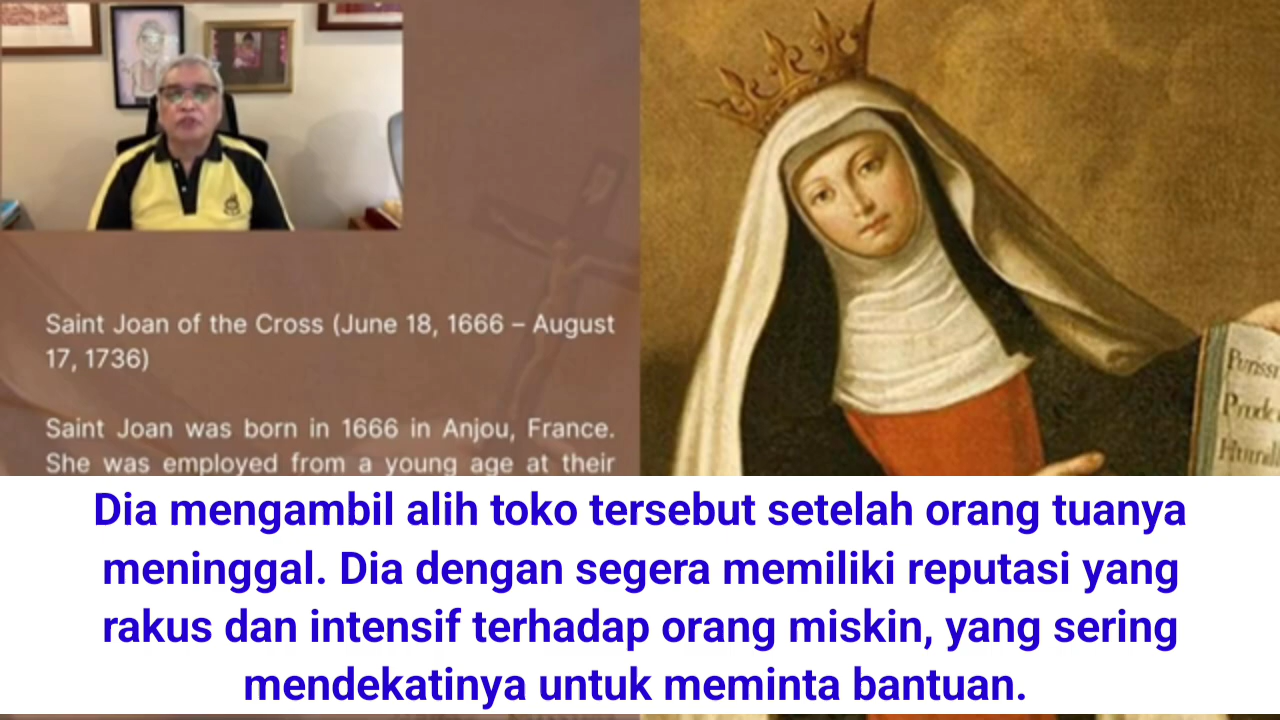 Saint Joan of the Cross (June 18, 1666 – August
17, 1736)
Saint Joan was born in 1666 in Anjou, France.
She was employed from a young age at their
Dia mengambil alih toko tersebut setelah orang tuanya
meninggal. Dia dengan segera memiliki reputasi yang
rakus dan intensif terhadap orang miskin, yang sering
mendekatinya untuk meminta bantuan.